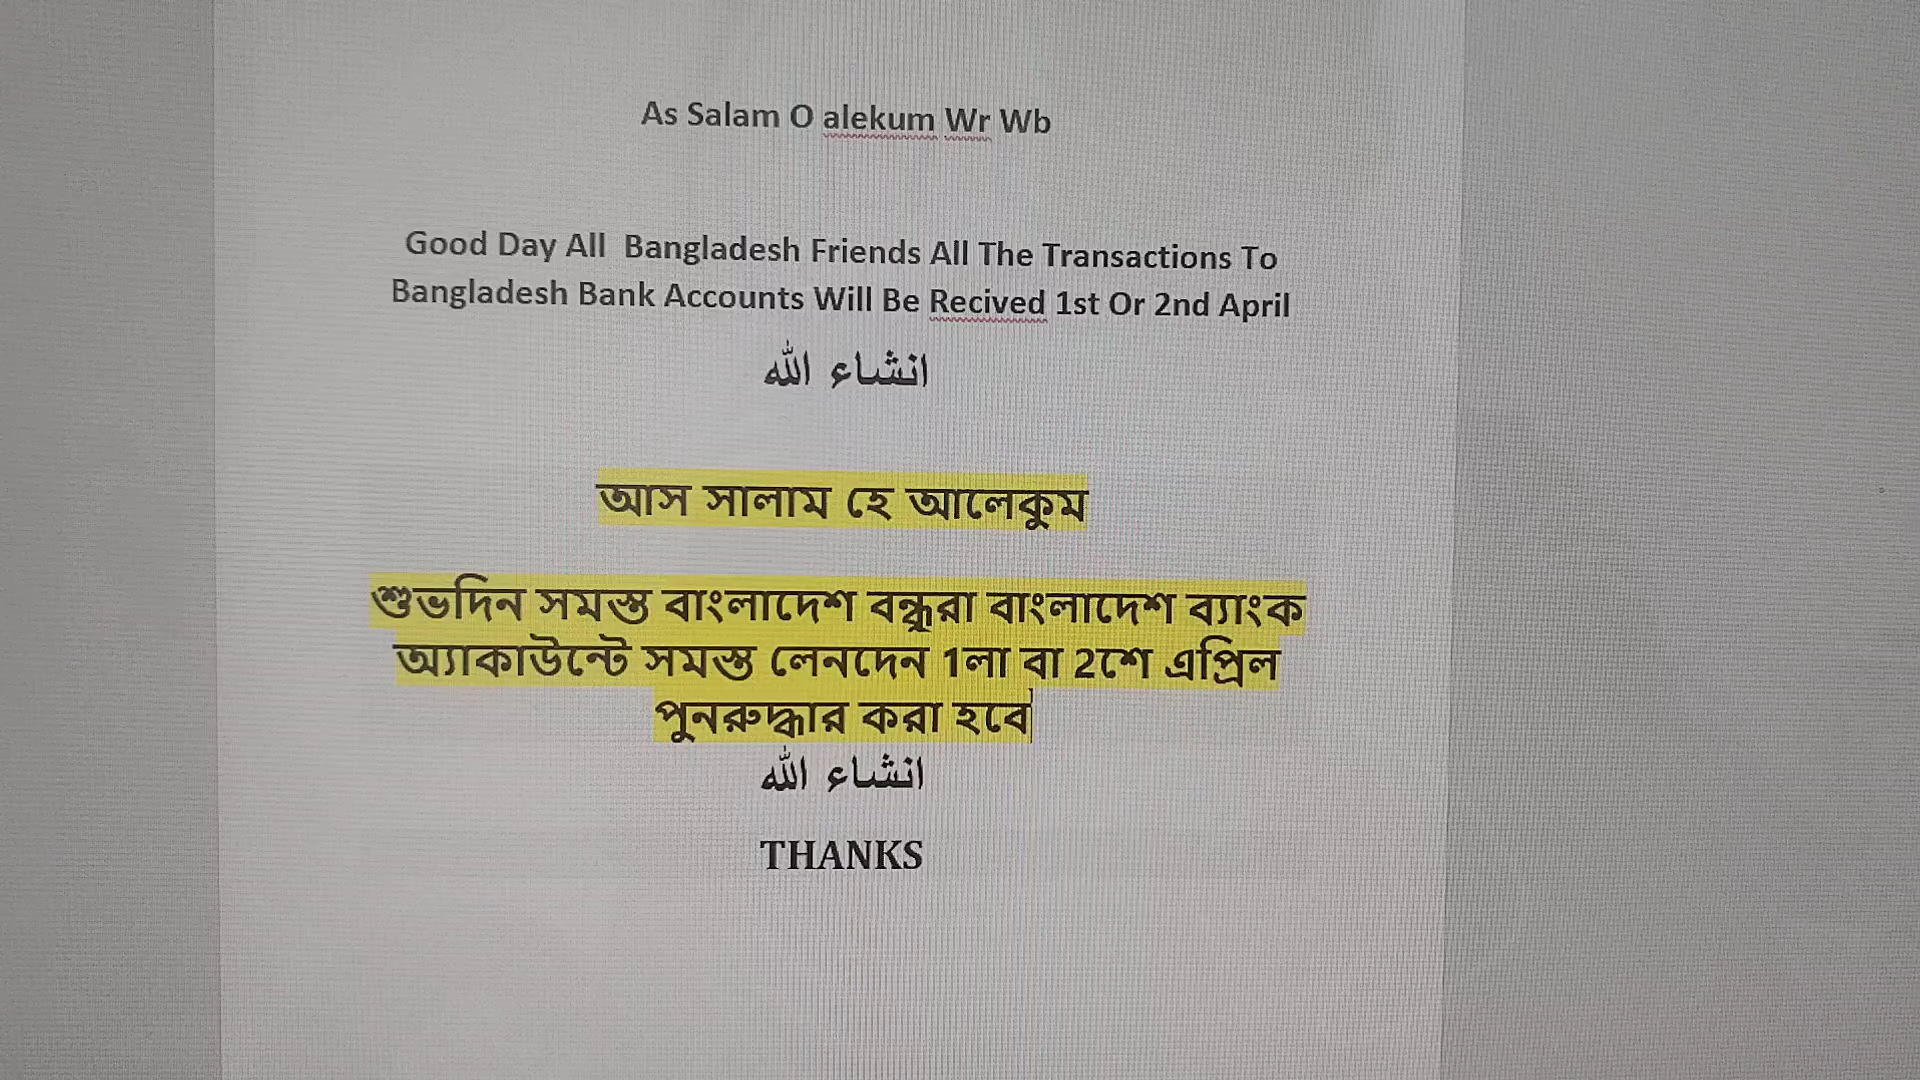 As Salam O alekum Wr Wb
Good Day All Bangladesh Friends All The Transactions To
Bangladesh Bank Accounts Will Be Recived 1st Or 2nd April
انشاء الله
আস সালাম হে আলেকুম
শুভদিন সমস্ত বাংলাদেশ বন্ধুরা বাংলাদেশ ব্যাংক
অ্যাকাউন্টে সমস্ত লেনদেন 1লা বা 2শে এপ্রিল
পুনরুদ্ধার করা হবে
انشاء الله
THANKS